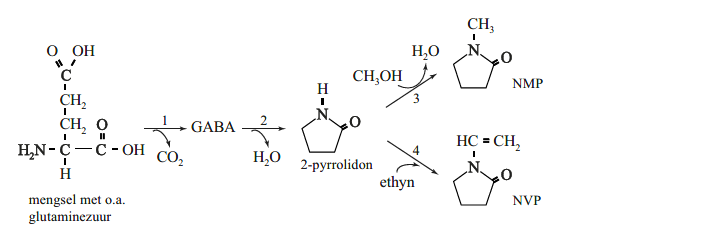 O OH
C
CH₂
CH₂ O
H₂N - C — C - OH
H
mengsel met o.a.
glutaminezuur
1
CO₂
GABA
2
H₂O
H
N
O
2-pyrrolidon
CH₃OH
H₂O
3
CH₃
N
O
NMP
4
ethyn
HC = CH₂
N
O
NVP